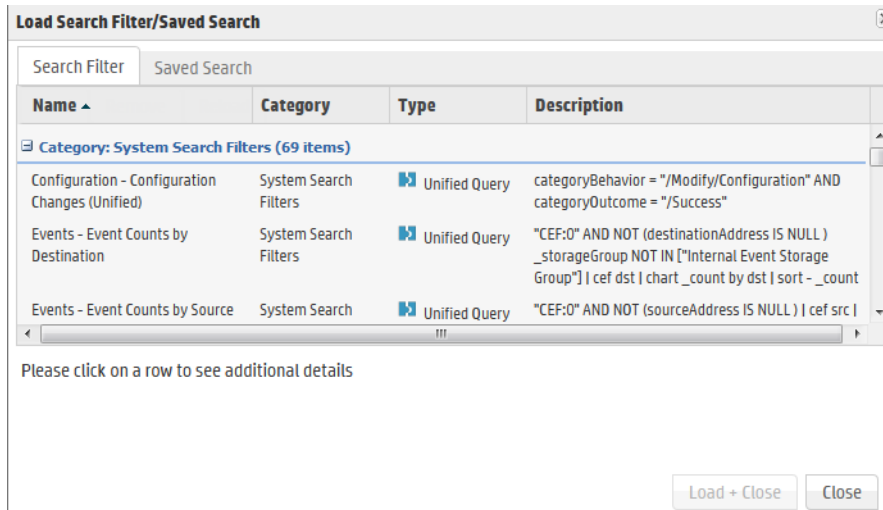 Load Search Filter/Saved Search
Search Filter Saved Search
Name Category Type Description
Category: System Search Filters (69 items)
Configuration - Configuration Changes (Unified) System Search Filters Unified Query categoryBehavior = "/Modify/Configuration" AND categoryOutcome = "/Success"
Events - Event Counts by Destination System Search Filters Unified Query "CEF:0" AND NOT (destinationAddress IS NULL ) _storageGroup NOT IN ["Internal Event Storage Group"] | cef dst | chart _count by dst | sort - _count
Events - Event Counts by Source System Search Unified Query "CEF:0" AND NOT (sourceAddress IS NULL ) | cef src |
Please click on a row to see additional details
Load + Close Close